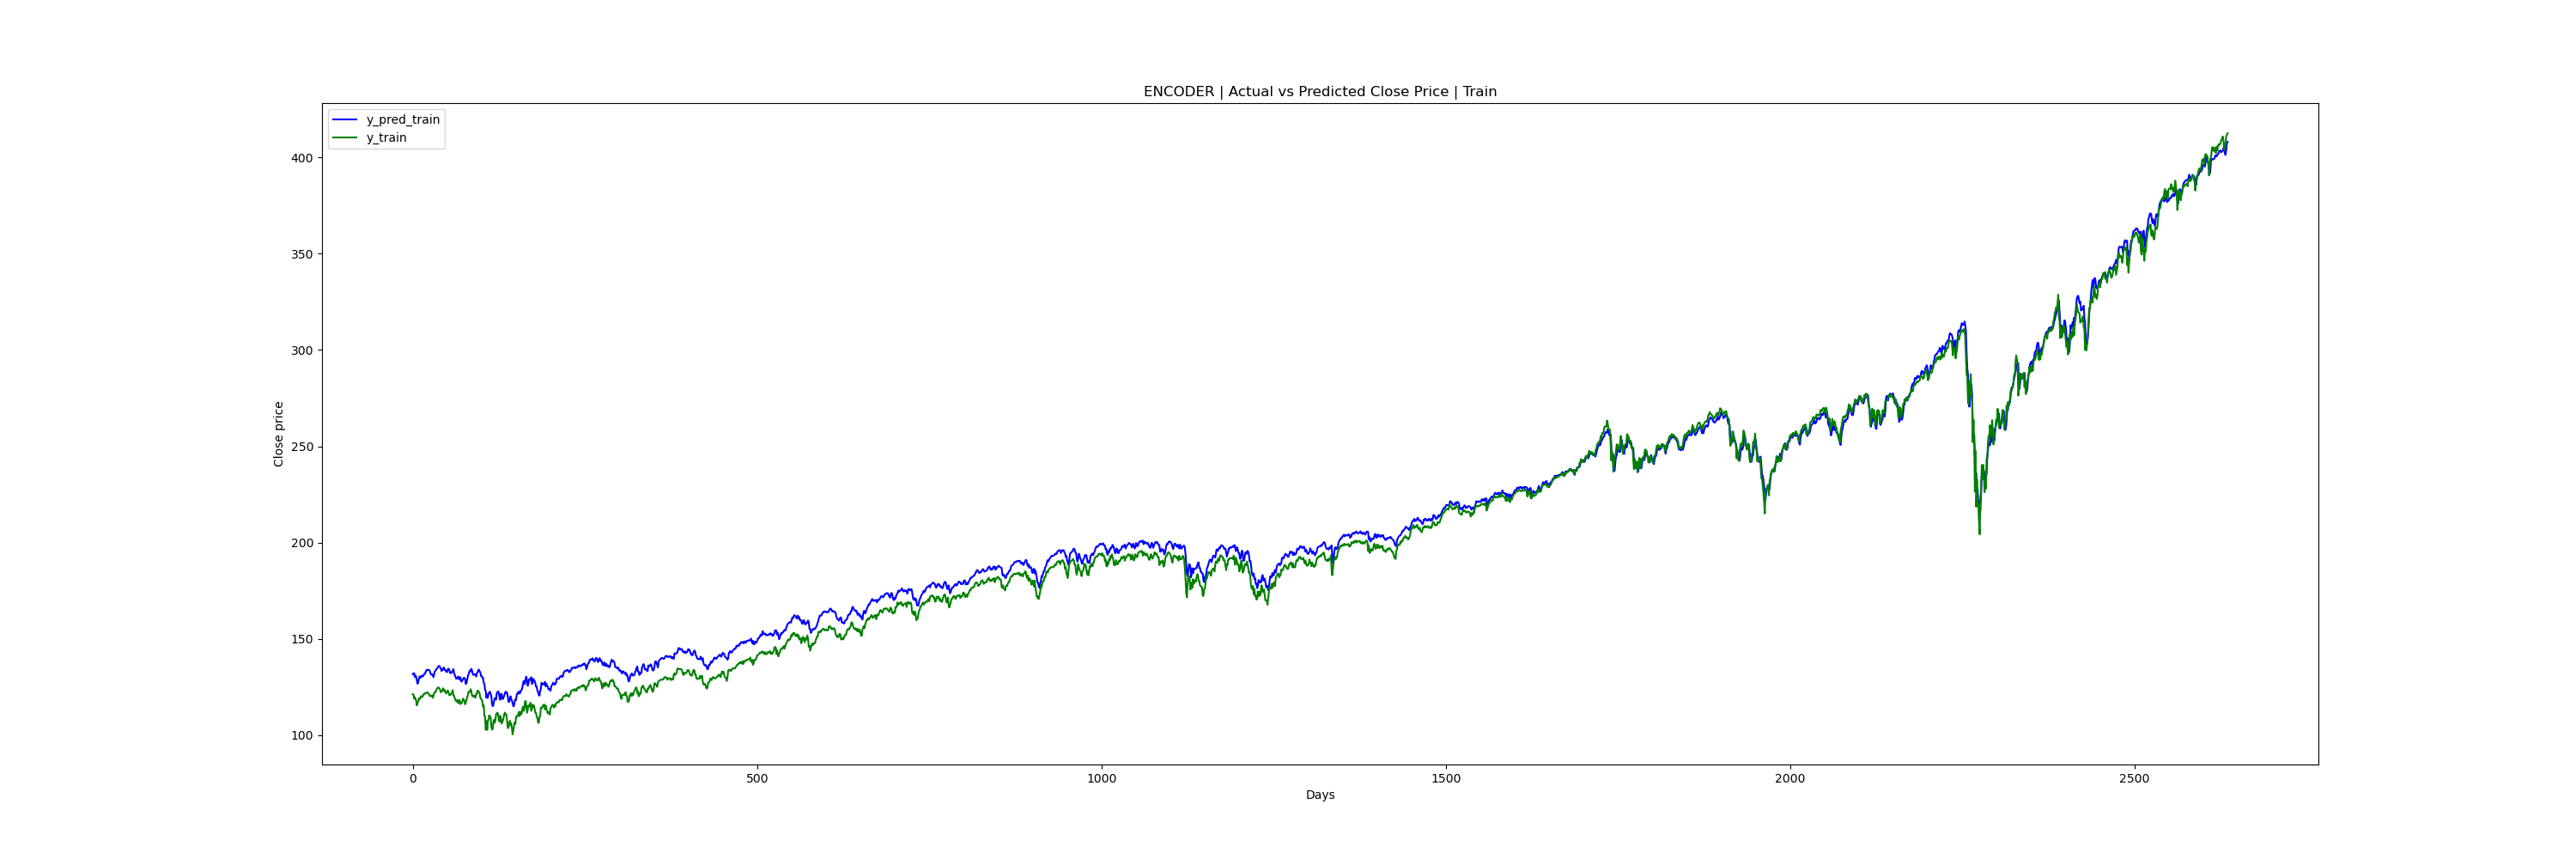 ENCODER | Actual vs Predicted Close Price | Train
y_pred_train
y_train
400
350
300
250
200
150
100
Close price
0 500 1000 1500 2000 2500
Days